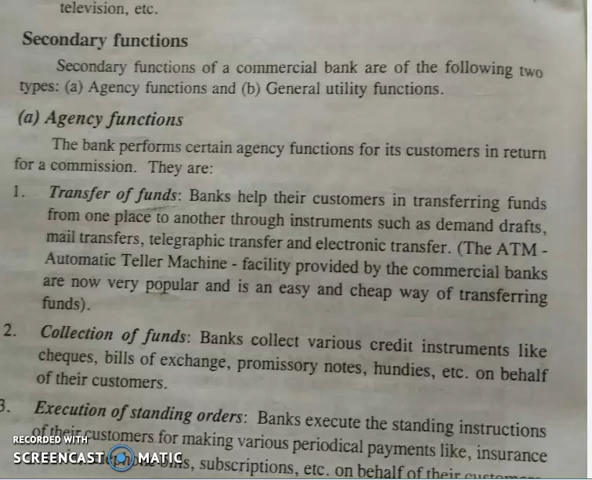 television, etc.
Secondary functions
Secondary functions of a commercial bank are of the following two
types: (a) Agency functions and (b) General utility functions.
(a) Agency functions
The bank performs certain agency functions for its customers in return
for a commission. They are:
1. Transfer of funds: Banks help their customers in transferring funds
from one place to another through instruments such as demand drafts,
mail transfers, telegraphic transfer and electronic transfer. (The ATM -
Automatic Teller Machine - facility provided by the commercial banks
are now very popular and is an easy and cheap way of transferring
funds).
2. Collection of funds: Banks collect various credit instruments like
cheques, bills of exchange, promissory notes, hundies, etc. on behalf
of their customers.
3. Execution of standing orders: Banks execute the standing instructions
of their customers for making various periodical payments like, insurance
bills, subscriptions, etc. on behalf of their
RECORDED WITH
SCREENCAST MATIC